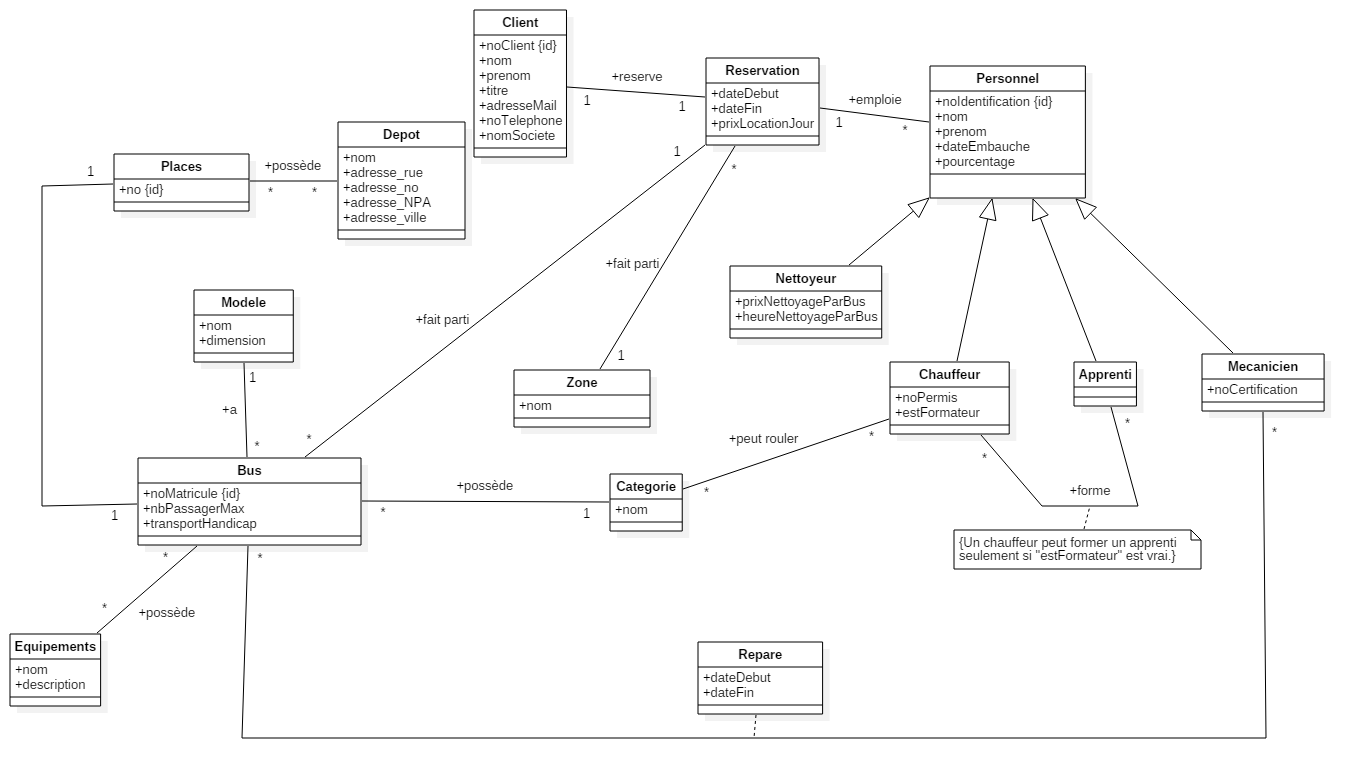 Client
+noClient {id}
+nom
+prenom
+titre
+adresseMail
+noTelephone
+nomSociete
+reserve
1
1
Reservation
+dateDebut
+dateFin
+prixLocationJour
+emploie
1
*
Personnel
+noIdentification {id}
+nom
+prenom
+dateEmbauche
+pourcentage
Depot
+nom
+adresse_rue
+adresse_no
+adresse_NPA
+adresse_ville
Places
+no {id}
+possède
*
*
1
1
*
Nettoyeur
+prixNettoyageParBus
+heureNettoyageParBus
+fait parti
+fait parti
1
*
Modele
+nom
+dimension
1
+a
*
Zone
+nom
Chauffeur
+noPermis
+estFormateur
Apprenti
Mecanicien
+noCertification
*
*
*
*
+peut rouler
*
Bus
+noMatricule {id}
+nbPassagerMax
+transportHandicap
1
*
*
+possède
*
1
Categorie
+nom
+forme
{Un chauffeur peut former un apprenti
seulement si "estFormateur" est vrai.}
*
+possède
Equipements
+nom
+description
Repare
+dateDebut
+dateFin